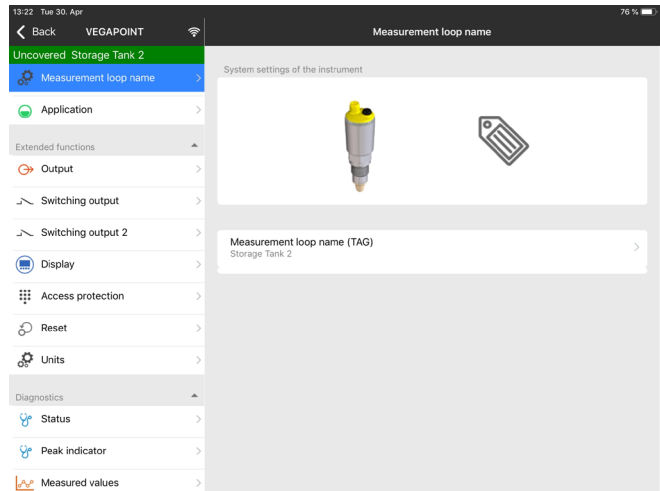 13:22 Tue 30. Apr
76 %
Back VEGAPOINT
Measurement loop name
Uncovered Storage Tank 2
Measurement loop name
Application
Extended functions
Output
Switching output
Switching output 2
Display
Access protection
Reset
Units
Diagnostics
Status
Peak indicator
Measured values
System settings of the instrument
Measurement loop name (TAG)
Storage Tank 2